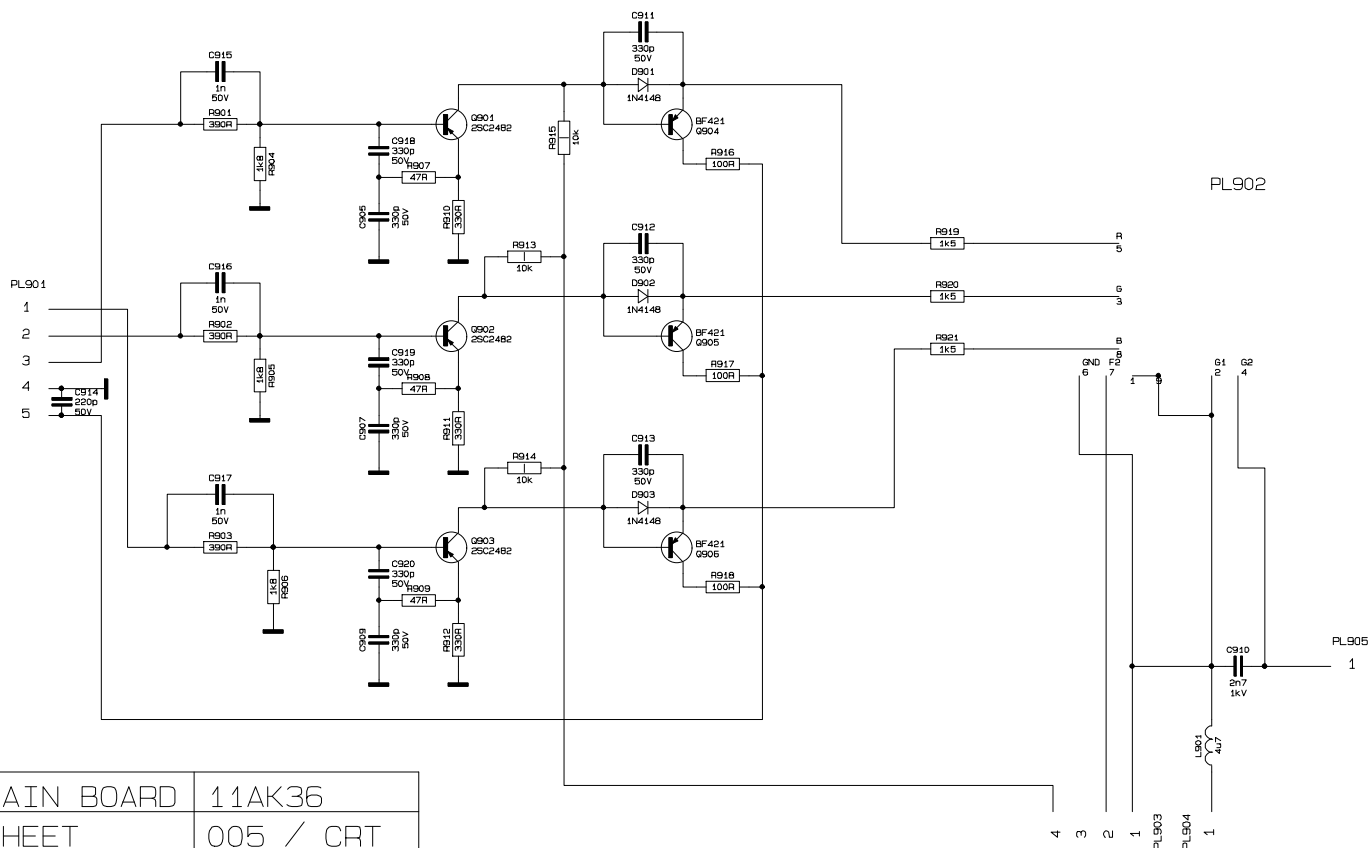 C911
330p
50V
D901
1N4148
C915
1n
50V
R901
390R
Q901
2SC2482
BF421
Q904
R915
10k
C918
330p
50V
R904
1k8
R907
47R
R916
100R
PL902
C905
330p
50V
R910
330R
C912
330p
50V
R919
1k5
R
5
R913
10k
C916
1n
50V
D902
1N4148
PL901
1
2
3
4
5
R920
1k5
G
3
R902
390R
Q902
2SC2482
BF421
Q905
R921
1k5
B
8
C919
330p
50V
R905
1k8
R908
47R
R917
100R
GND
6
F2
7
1
9
G1
2
G2
4
C914
220p
50V
C907
330p
50V
R911
330R
C913
330p
50V
R914
10k
C917
1n
50V
D903
1N4148
R903
390R
Q903
2SC2482
BF421
Q906
C920
330p
50V
R906
1k8
R909
47R
R918
100R
C909
330p
50V
R912
330R
C910
2n7
1kV
PL905
1
L901
4u7
AIN BOARD 11AK36
HEET 005 / CRT
4
3
2
1
PL903
PL904
1